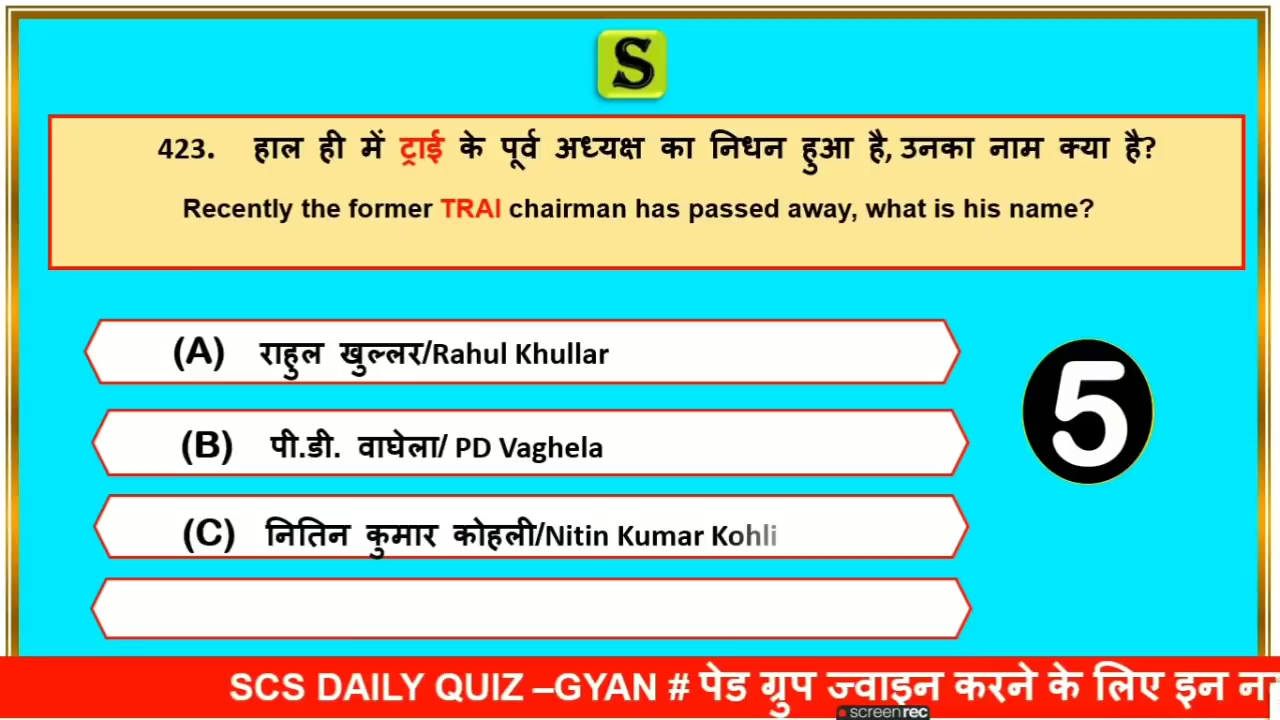 S
423. हाल ही में ट्राई के पूर्व अध्यक्ष का निधन हुआ है, उनका नाम क्या है?
Recently the former TRAI chairman has passed away, what is his name?
(A) राहुल खुल्लर/Rahul Khullar
(B) पी.डी. वाघेला/ PD Vaghela
5
(C) नितिन कुमार कोहली/Nitin Kumar Kohli
SCS DAILY QUIZ –GYAN # पेड ग्रुप ज्वाइन करने के लिए इन
screenrec